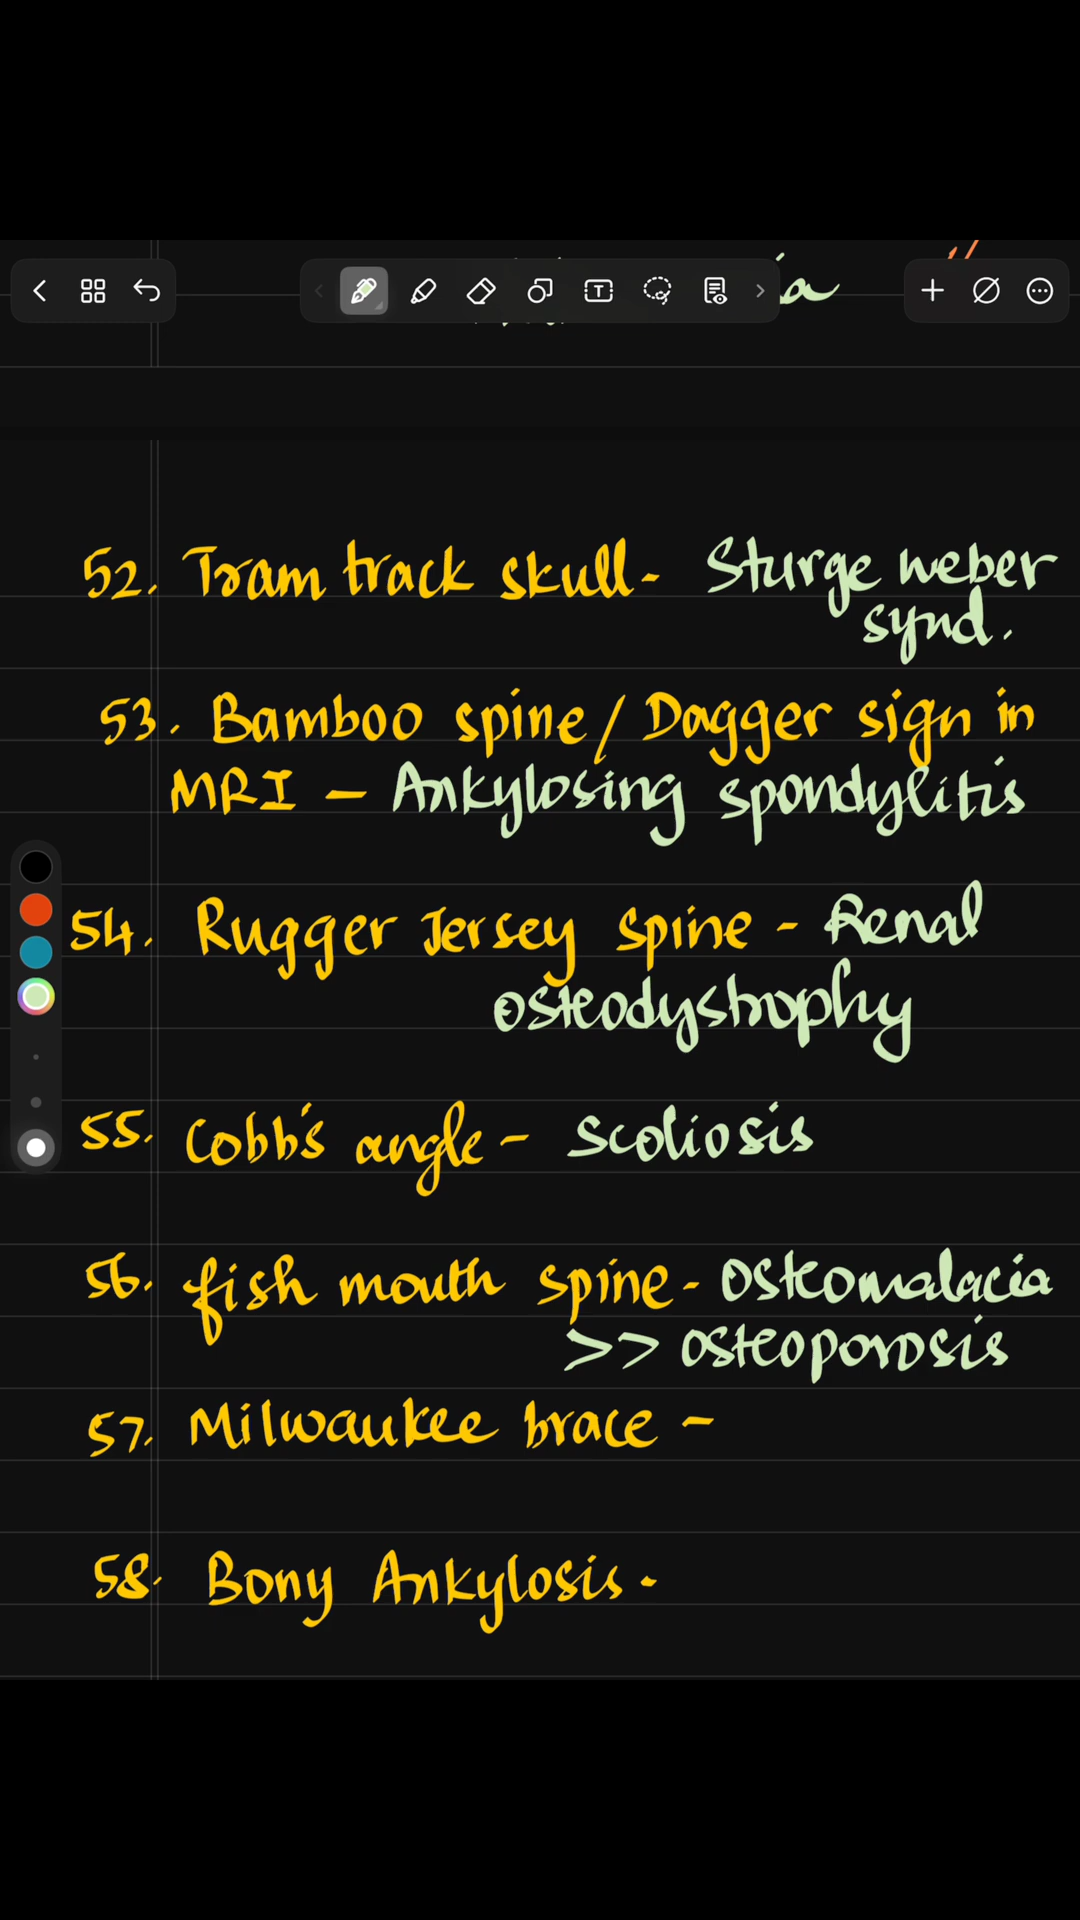 a
52. Tram track skull - Sturge weber
synd.
53. Bamboo spine / Dagger sign in
MRI - Ankylosing spondylitis
54. Rugger Jersey spine - Renal
osteodystrophy
55. Cobb's angle - Scoliosis
56. fish mouth spine - Osteomalacia
>> osteoporosis
57. Milwaukee brace -
58. Bony Ankylosis -